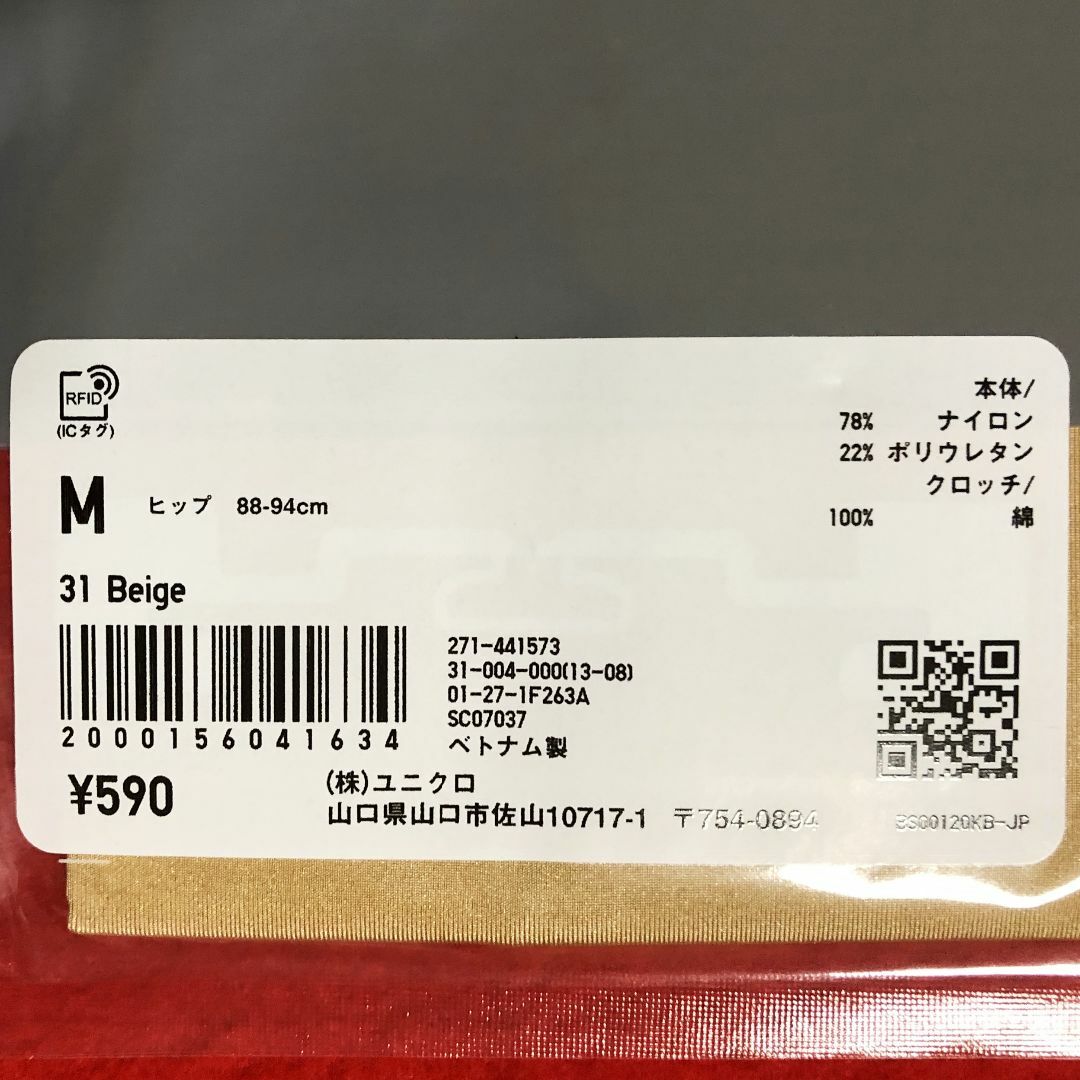 RFID
(ICタグ)
M ヒップ 88-94cm
31 Beige
本体/
78% ナイロン
22% ポリウレタン
クロッチ/
100% 綿
2000156041634
¥590
271-441573
31-004-000(13-08)
01-27-1F263A
SC07037
ベトナム製
(株)ユニクロ
山口県山口市佐山10717-1 〒754-0894